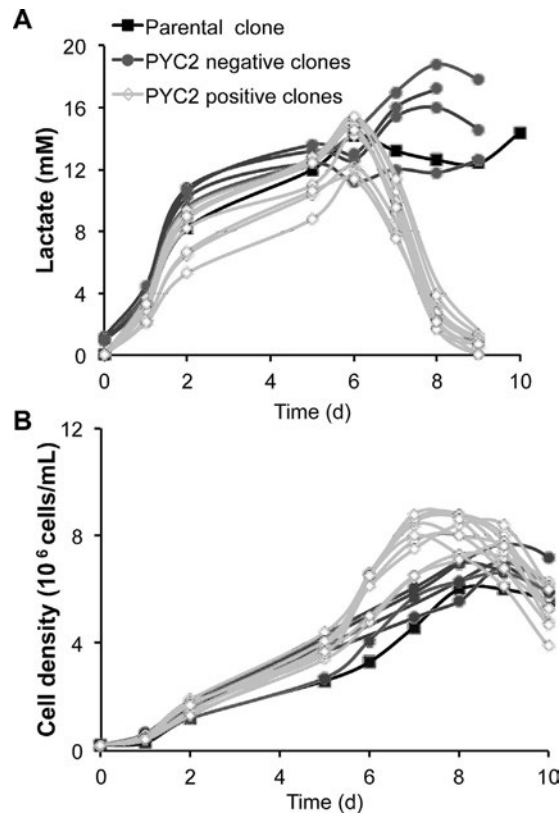 A
Parental clone
PYC2 negative clones
PYC2 positive clones
Lactate (mM)
20
16
12
8
4
0
0 2 4 6 8 10
Time (d)
B
Cell density (10⁶ cells/mL)
12
8
4
0
0 2 4 6 8 10
Time (d)